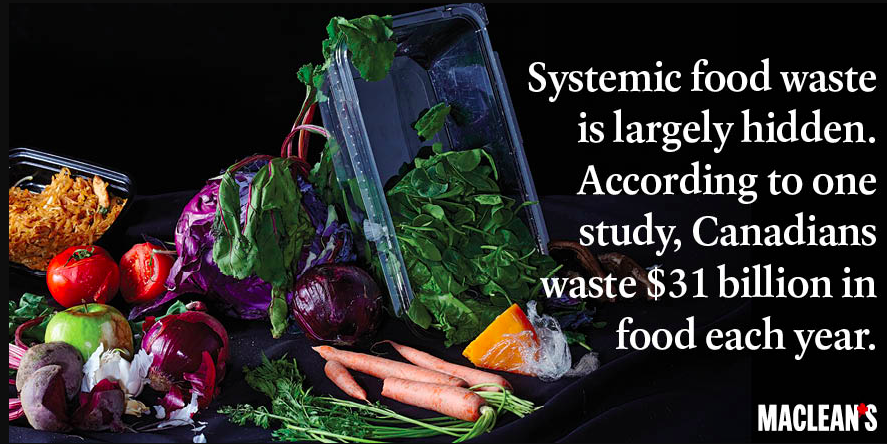 Systemic food waste
is largely hidden.
According to one
study, Canadians
waste $31 billion in
food each year.
MACLEAN'S